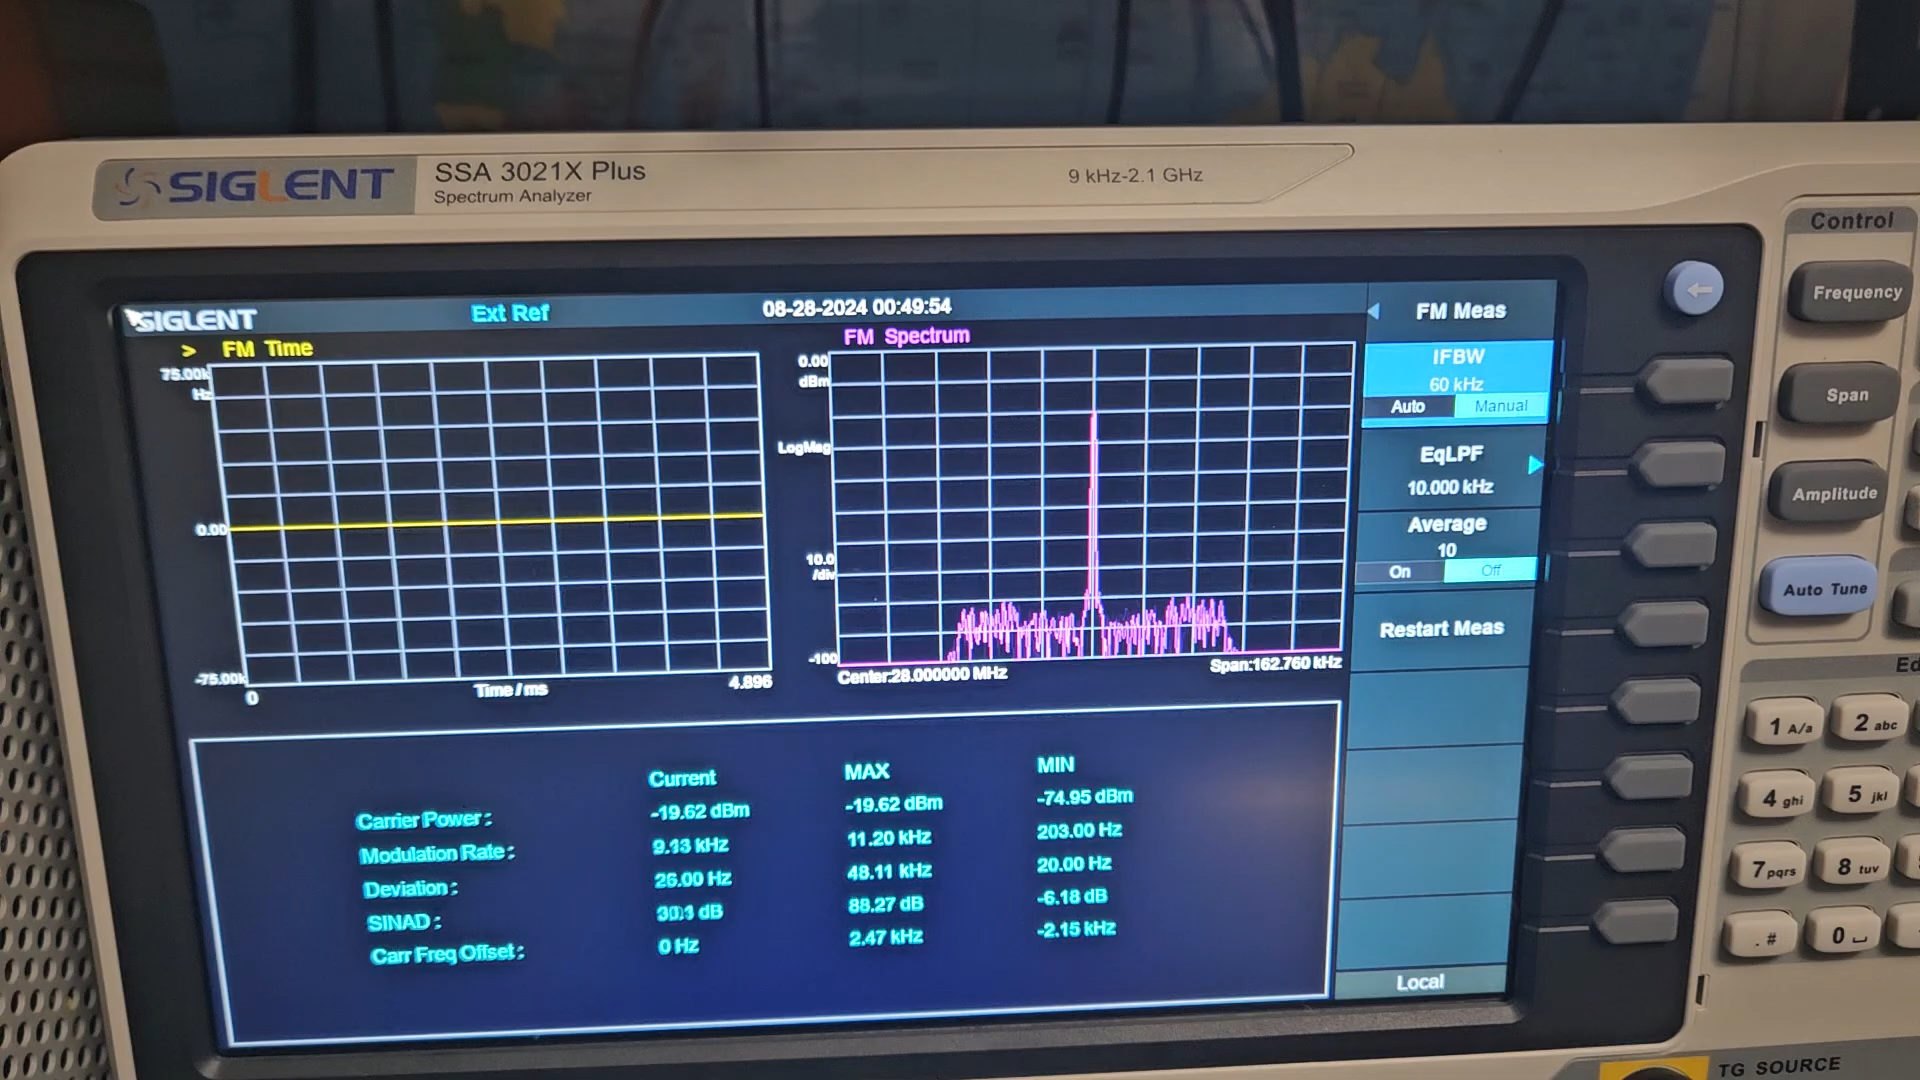 SIGLENT
SSA 3021X Plus
Spectrum Analyzer
9 kHz-2.1 GHz
Control
Frequency
Span
Amplitude
Auto Tune
SIGLENT
Ext Ref
08-28-2024 00:49:54
FM Meas
> FM Time
75.00k
Hz
0.00
-75.00k
0
Time / ms
4.896
FM Spectrum
0.00
dBm
LogMag
10.0
/div
-100
Center:28.000000 MHz
Span:162.760 kHz
IFBW
60 kHz
Auto Manual
EqLPF
10.000 kHz
Average
10
On Off
Restart Meas
Local
Current MAX MIN
Carrier Power : -19.62 dBm -19.62 dBm -74.95 dBm
Modulation Rate : 9.13 kHz 11.20 kHz 203.00 Hz
Deviation : 26.00 Hz 48.11 kHz 20.00 Hz
SINAD : dB 88.27 dB -6.18 dB
Carr Freq Offset : 0 Hz 2.47 kHz -2.15 kHz
1 A/a 2 abc
4 ghi 5 jkl
7 pqrs 8 tuv
. # 0
TG SOURCE